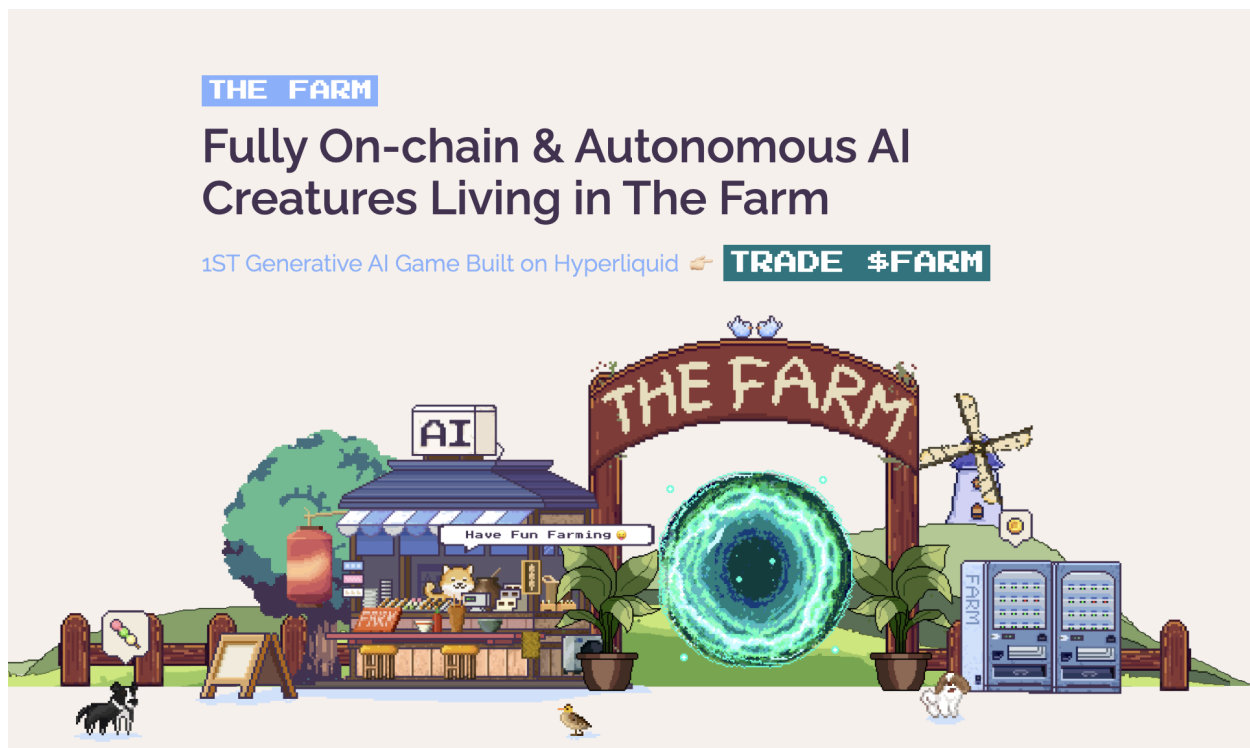 THE FARM
Fully On-chain & Autonomous AI
Creatures Living in The Farm
1ST Generative AI Game Built on Hyperliquid 👉🏻 TRADE $FARM
THE FARM
AI
Have Fun Farming😛
FARM
FARM